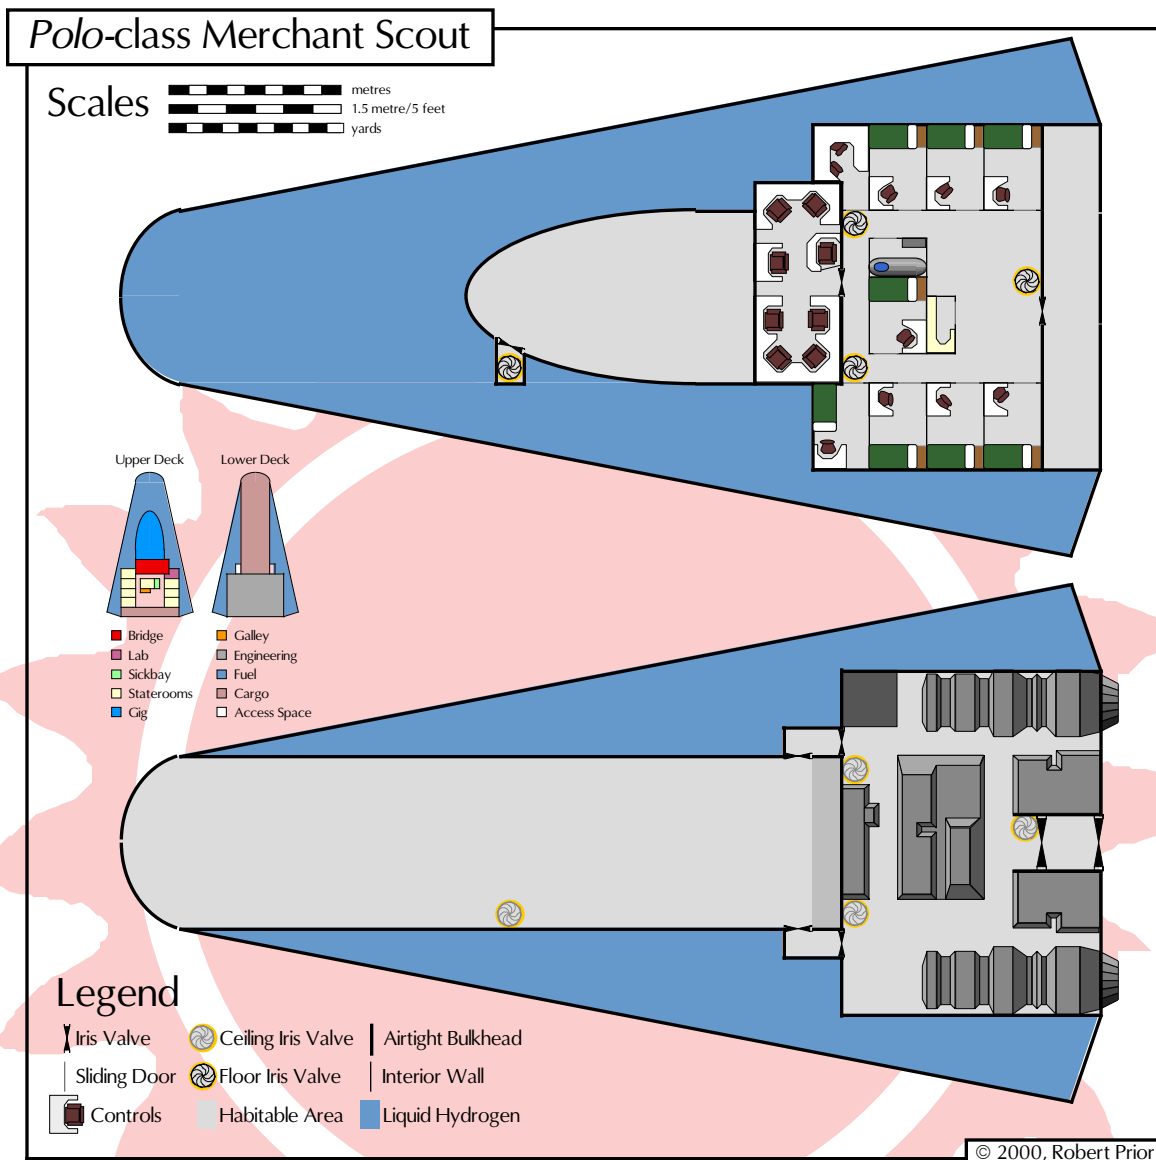 Polo-class Merchant Scout
Scales
metres
1.5 metre/5 feet
yards
Upper Deck
Lower Deck
Bridge
Galley
Lab
Engineering
Sickbay
Fuel
Staterooms
Cargo
Gig
Access Space
Legend
Iris Valve
Ceiling Iris Valve
Airtight Bulkhead
Sliding Door
Floor Iris Valve
Interior Wall
Controls
Habitable Area
Liquid Hydrogen
© 2000, Robert Prior